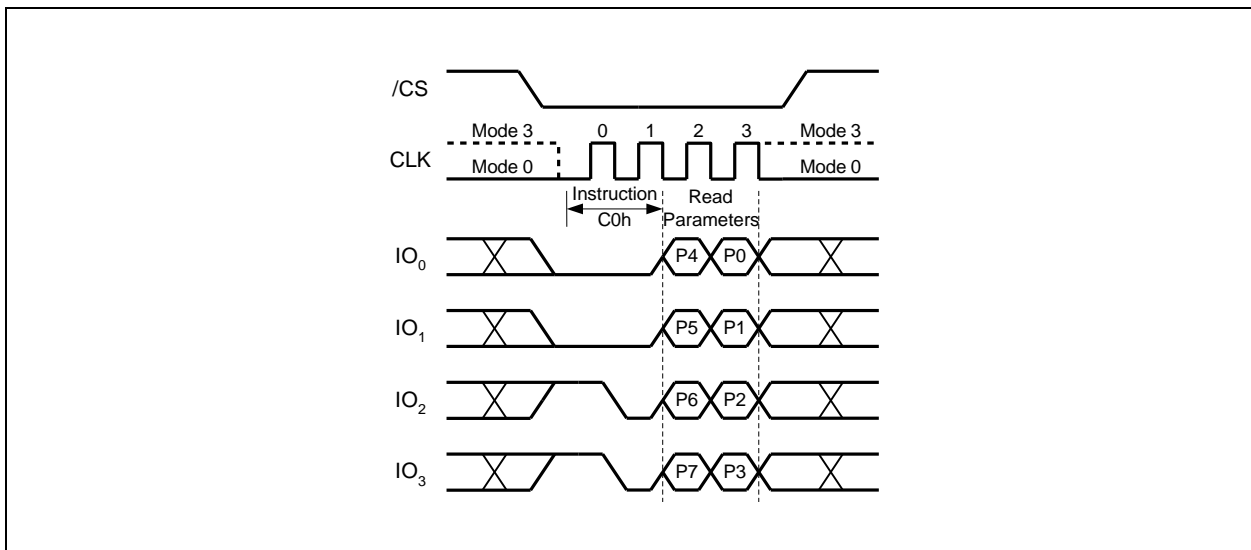 /CS
Mode 3 0 1 2 3 Mode 3
CLK
Mode 0 Mode 0
Instruction Read
C0h Parameters
IO0 P4 P0
IO1 P5 P1
IO2 P6 P2
IO3 P7 P3